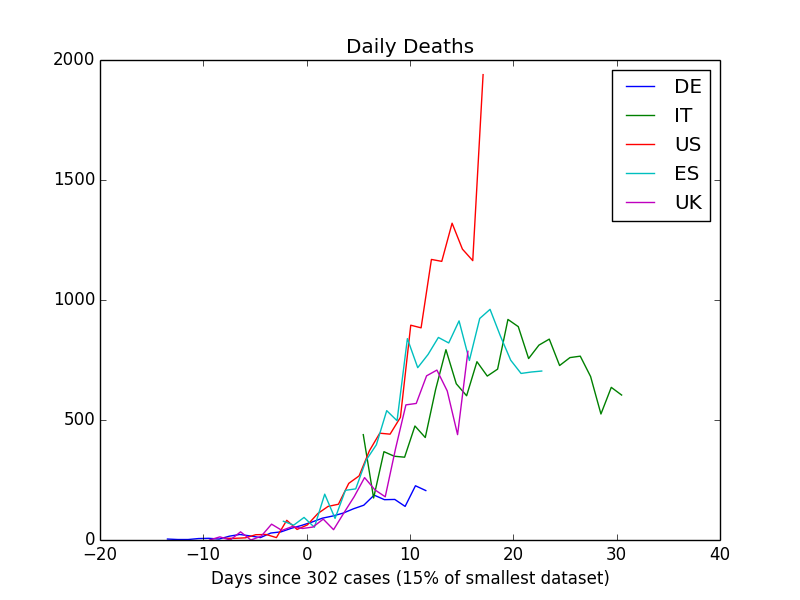 Daily Deaths
2000
1500
1000
500
0
−20
−10
0
10
20
30
40
Days since 302 cases (15% of smallest dataset)
DE
IT
US
ES
UK